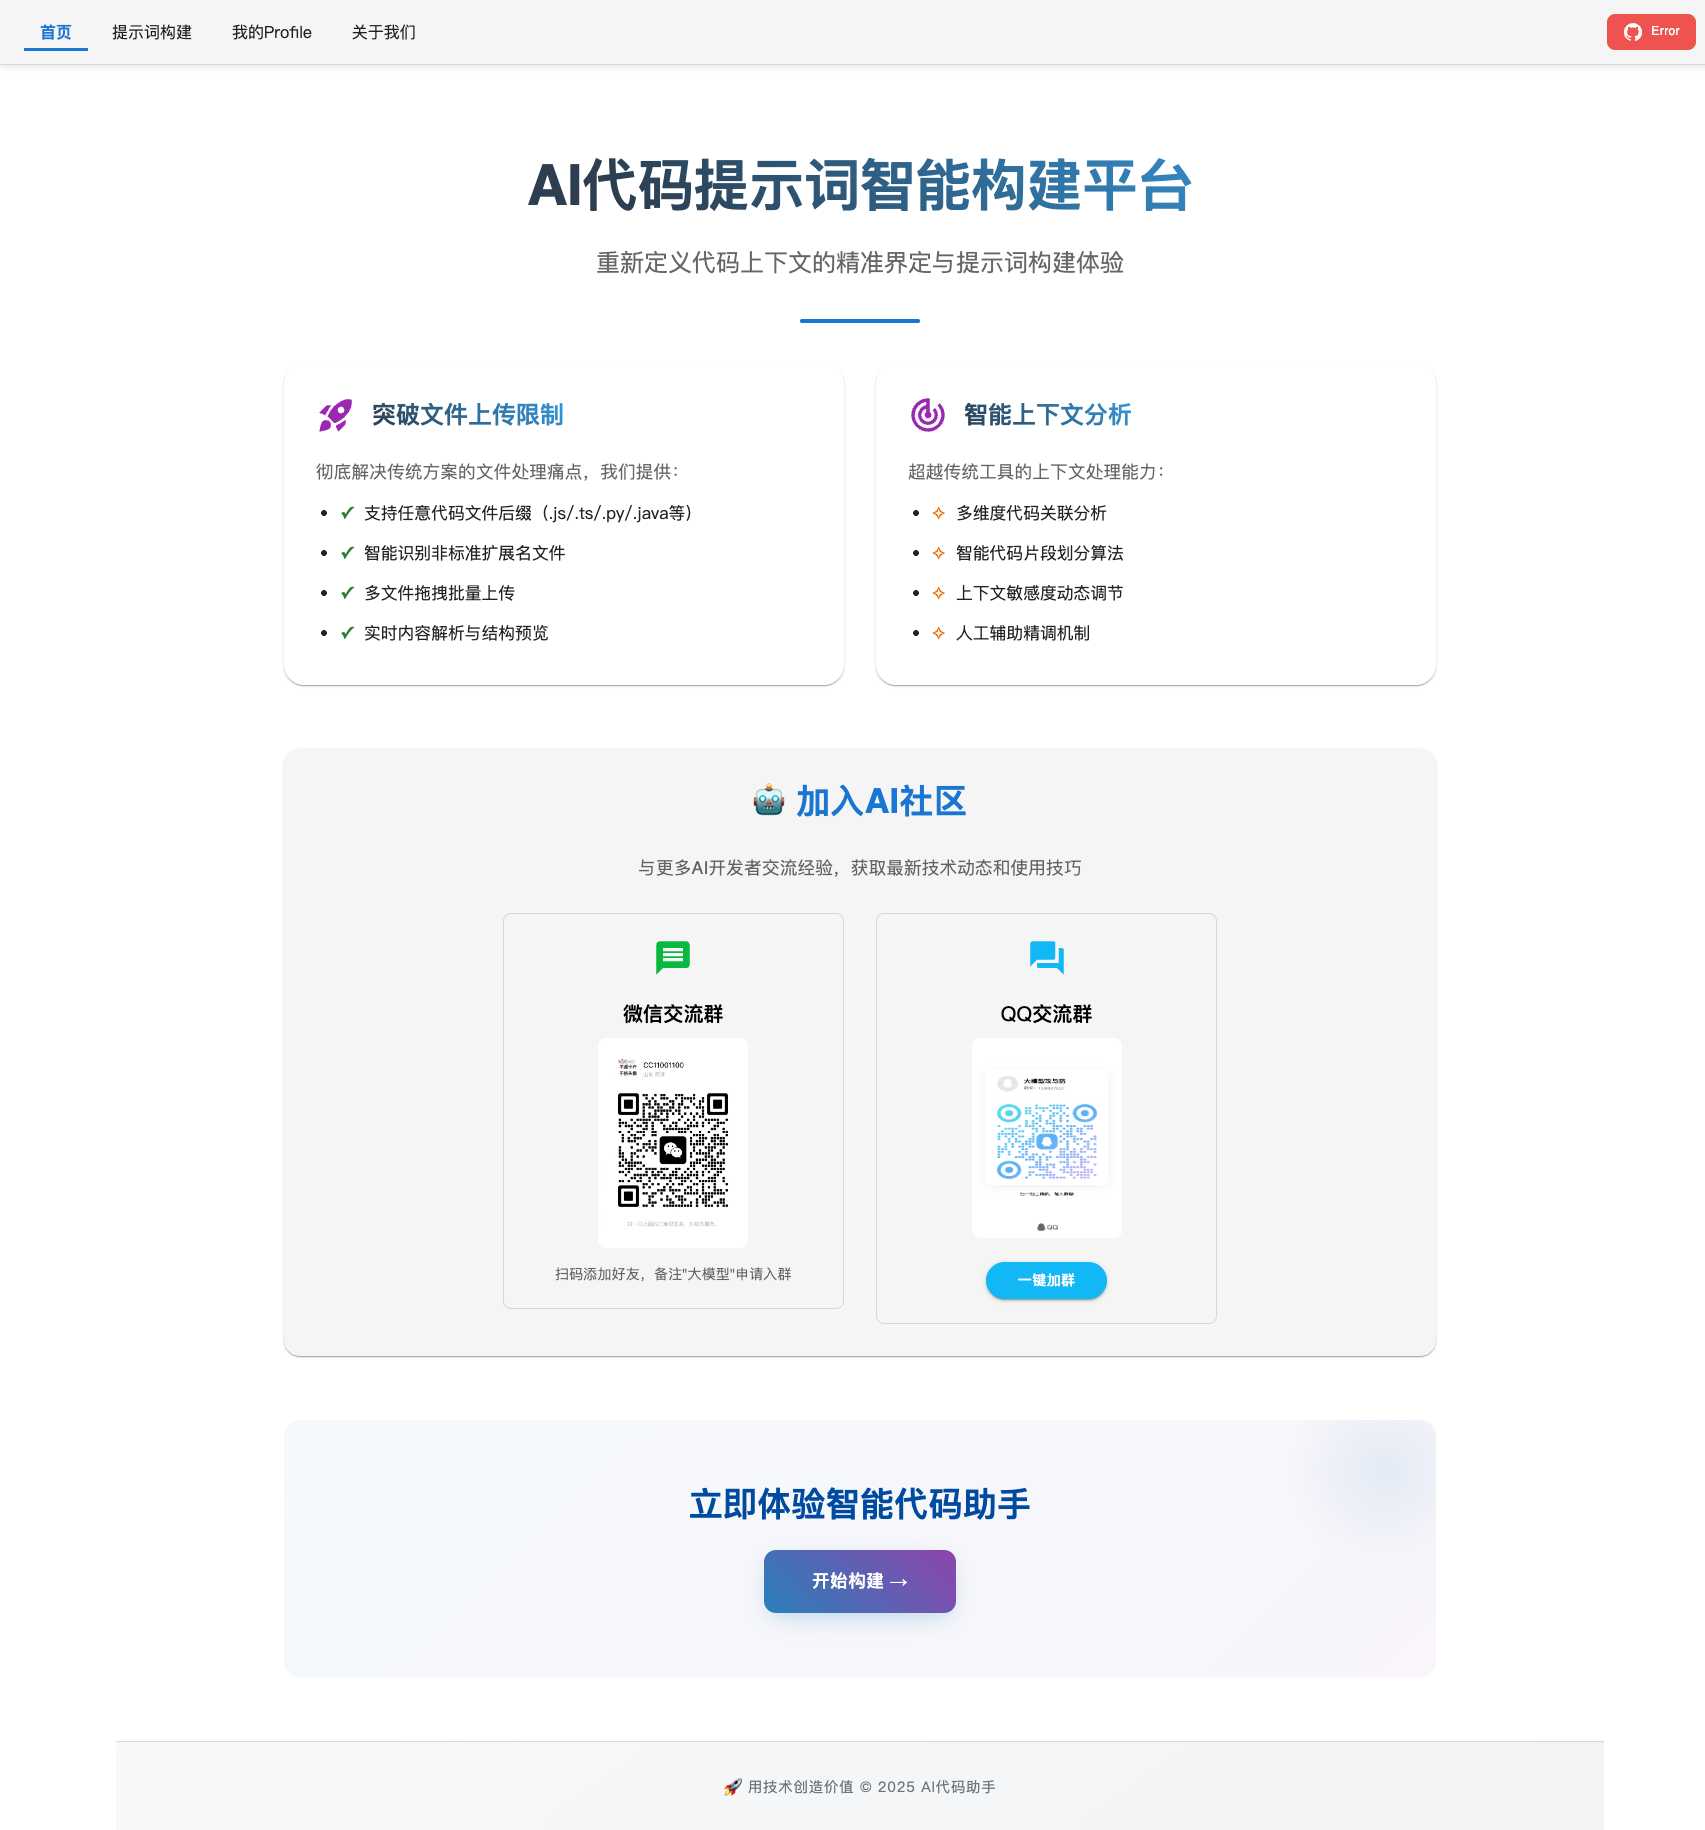 首页
提示词构建
我的Profile
关于我们
Error
AI代码提示词智能构建平台
重新定义代码上下文的精准界定与提示词构建体验
突破文件上传限制
彻底解决传统方案的文件处理痛点，我们提供：
✓ 支持任意代码文件后缀（.js/.ts/.py/.java等）
✓ 智能识别非标准扩展名文件
✓ 多文件拖拽批量上传
✓ 实时内容解析与结构预览
智能上下文分析
超越传统工具的上下文处理能力：
✧ 多维度代码关联分析
✧ 智能代码片段划分算法
✧ 上下文敏感度动态调节
✧ 人工辅助精调机制
🤖 加入AI社区
与更多AI开发者交流经验，获取最新技术动态和使用技巧
微信交流群
CC11001100
扫码添加好友，备注"大模型"申请入群
QQ交流群
QQ
一键加群
立即体验智能代码助手
开始构建 →
🚀 用技术创造价值 © 2025 AI代码助手